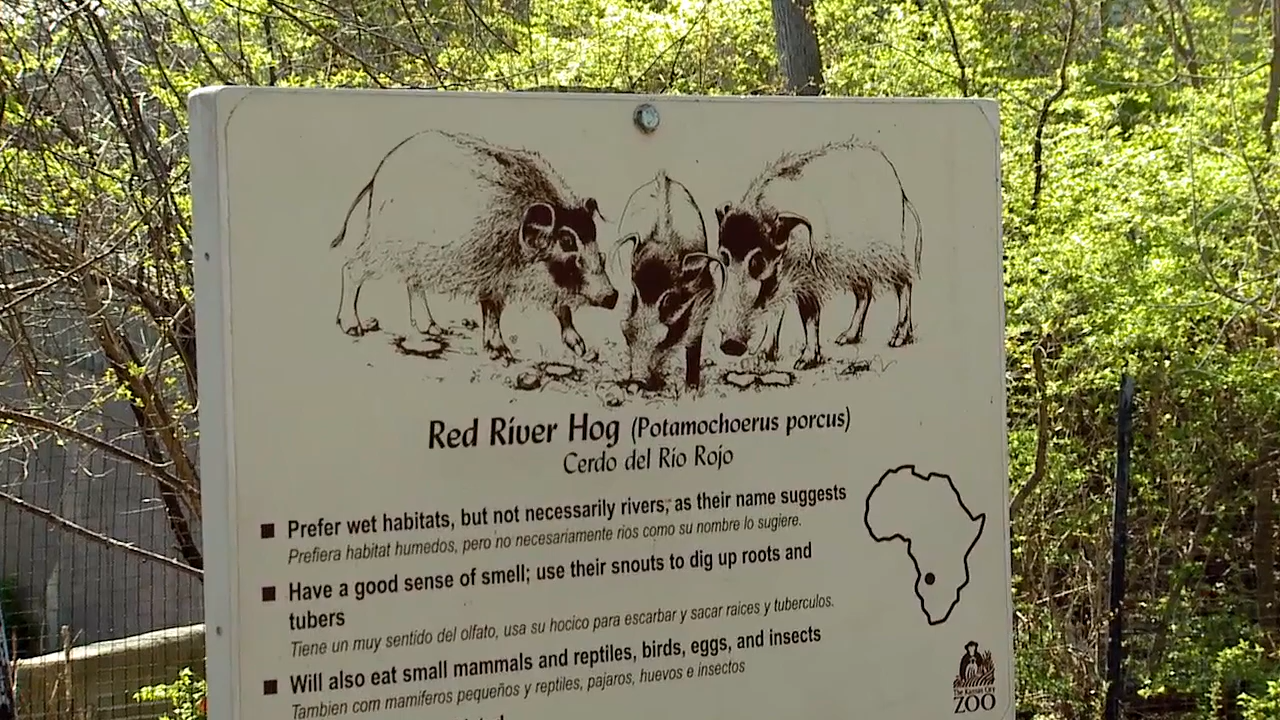 Red River Hog (Potamochoerus porcus)
Cerdo del Río Rojo
■ Prefer wet habitats, but not necessarily rivers, as their name suggests
Prefiera habitat humedos, pero no necesariamente rios como su nombre lo sugiere.
■ Have a good sense of smell; use their snouts to dig up roots and
tubers
Tiene un muy sentido del olfato, usa su hocico para escarbar y sacar raices y tuberculos.
■ Will also eat small mammals and reptiles, birds, eggs, and insects
Tambien com mamíferos pequeños y reptiles, pajaros, huevos e insectos
The Kansas City
ZOO